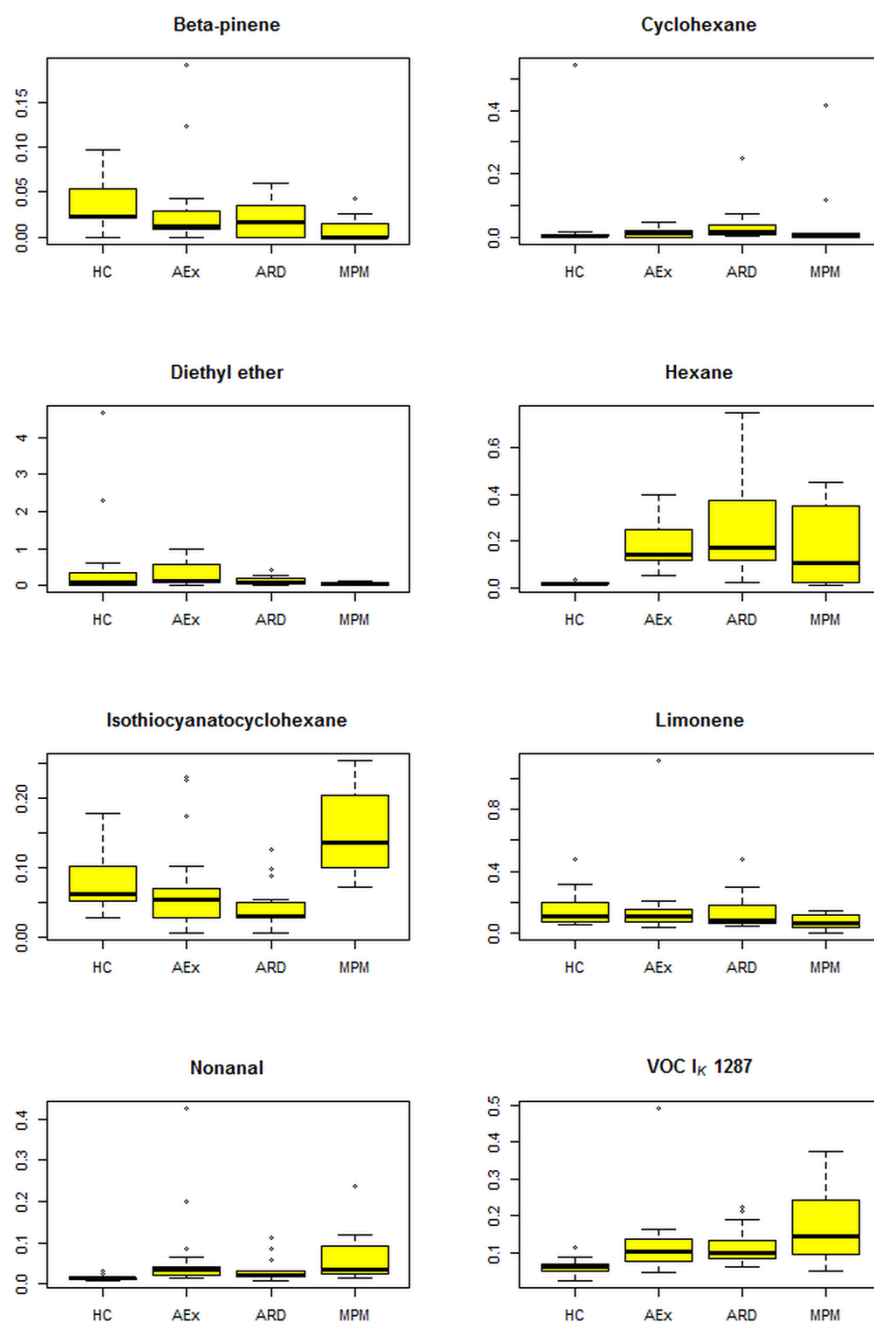 Beta-pinene
0.00 0.05 0.10 0.15
HC AEx ARD MPM
Cyclohexane
0.0 0.2 0.4
HC AEx ARD MPM
Diethyl ether
0 1 2 3 4
HC AEx ARD MPM
Hexane
0.0 0.2 0.4 0.6
HC AEx ARD MPM
Isothiocyanatocyclohexane
0.00 0.10 0.20
HC AEx ARD MPM
Limonene
0.0 0.4 0.8
HC AEx ARD MPM
Nonanal
0.0 0.1 0.2 0.3 0.4
HC AEx ARD MPM
VOC I_K 1287
0.1 0.2 0.3 0.4 0.5
HC AEx ARD MPM